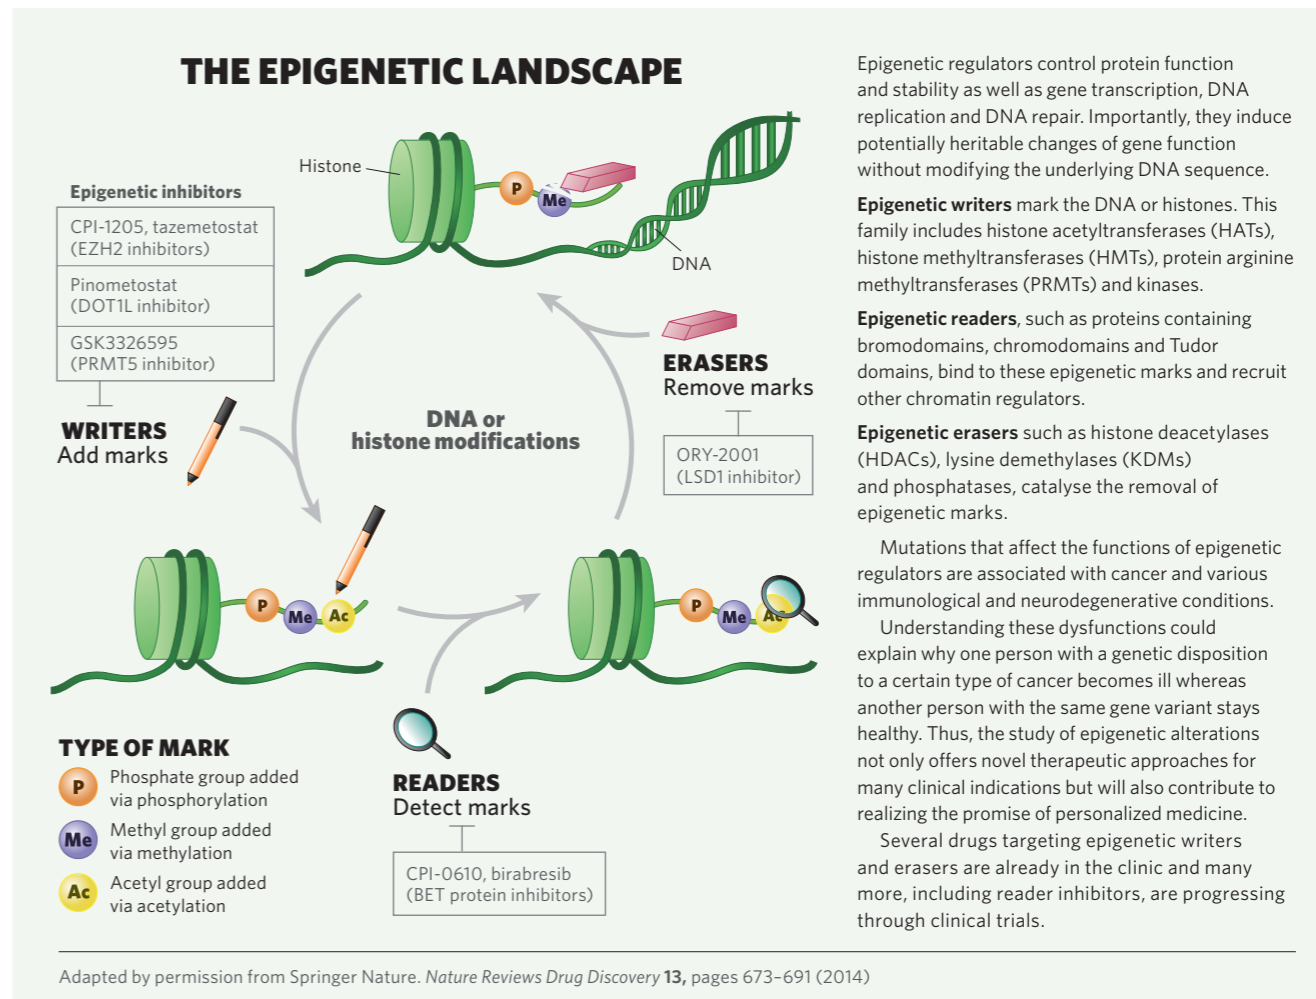 THE EPIGENETIC LANDSCAPE
Histone
P
Me
DNA
Epigenetic inhibitors
CPI-1205, tazemetostat
(EZH2 inhibitors)
Pinometostat
(DOT1L inhibitor)
GSK3326595
(PRMT5 inhibitor)
WRITERS
Add marks
DNA or
histone modifications
ERASERS
Remove marks
ORY-2001
(LSD1 inhibitor)
P
Me
Ac
P
Me
Ac
READERS
Detect marks
CPI-0610, birabresib
(BET protein inhibitors)
TYPE OF MARK
P
Phosphate group added
via phosphorylation
Me
Methyl group added
via methylation
Ac
Acetyl group added
via acetylation
Epigenetic regulators control protein function
and stability as well as gene transcription, DNA
replication and DNA repair. Importantly, they induce
potentially heritable changes of gene function
without modifying the underlying DNA sequence.
Epigenetic writers mark the DNA or histones. This
family includes histone acetyltransferases (HATs),
histone methyltransferases (HMTs), protein arginine
methyltransferases (PRMTs) and kinases.
Epigenetic readers, such as proteins containing
bromodomains, chromodomains and Tudor
domains, bind to these epigenetic marks and recruit
other chromatin regulators.
Epigenetic erasers such as histone deacetylases
(HDACs), lysine demethylases (KDMs)
and phosphatases, catalyse the removal of
epigenetic marks.
Mutations that affect the functions of epigenetic
regulators are associated with cancer and various
immunological and neurodegenerative conditions.
Understanding these dysfunctions could
explain why one person with a genetic disposition
to a certain type of cancer becomes ill whereas
another person with the same gene variant stays
healthy. Thus, the study of epigenetic alterations
not only offers novel therapeutic approaches for
many clinical indications but will also contribute to
realizing the promise of personalized medicine.
Several drugs targeting epigenetic writers
and erasers are already in the clinic and many
more, including reader inhibitors, are progressing
through clinical trials.
Adapted by permission from Springer Nature. Nature Reviews Drug Discovery 13, pages 673–691 (2014)